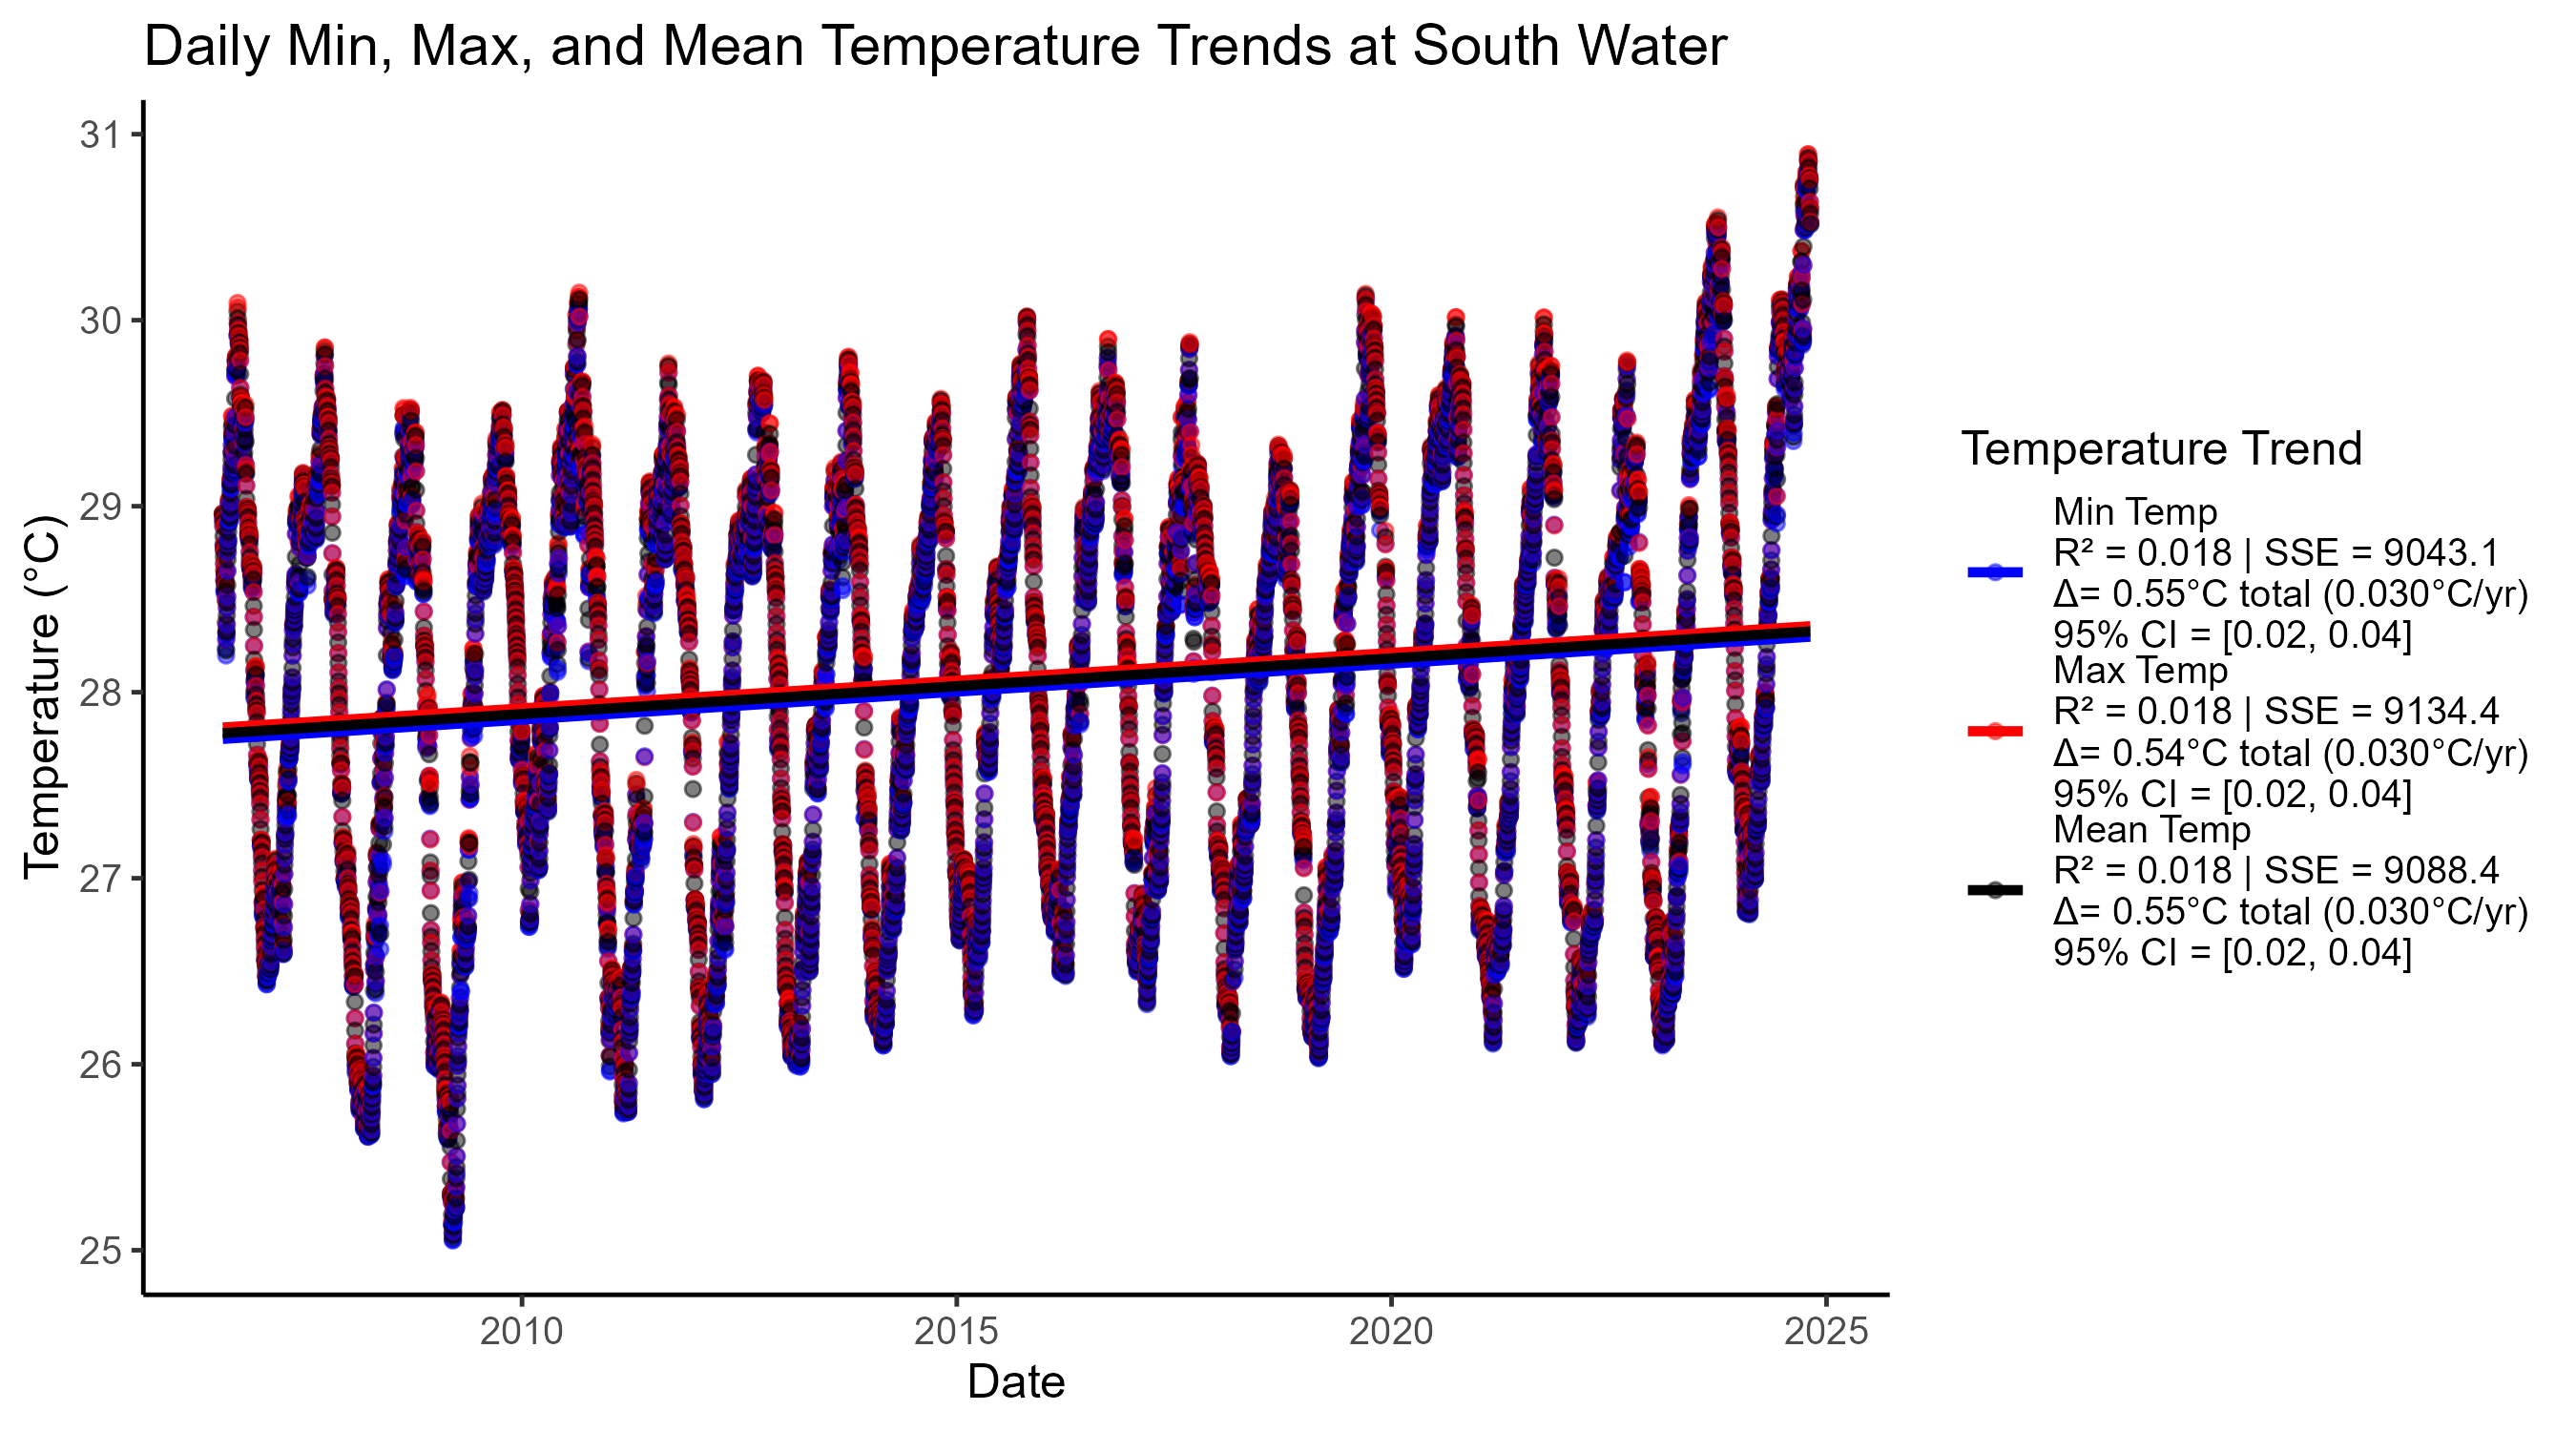 Daily Min, Max, and Mean Temperature Trends at South Water
31
30
29
28
27
26
25
Temperature (°C)
2010
2015
2020
2025
Date
Temperature Trend
Min Temp
R² = 0.018 | SSE = 9043.1
Δ= 0.55°C total (0.030°C/yr)
95% CI = [0.02, 0.04]
Max Temp
R² = 0.018 | SSE = 9134.4
Δ= 0.54°C total (0.030°C/yr)
95% CI = [0.02, 0.04]
Mean Temp
R² = 0.018 | SSE = 9088.4
Δ= 0.55°C total (0.030°C/yr)
95% CI = [0.02, 0.04]